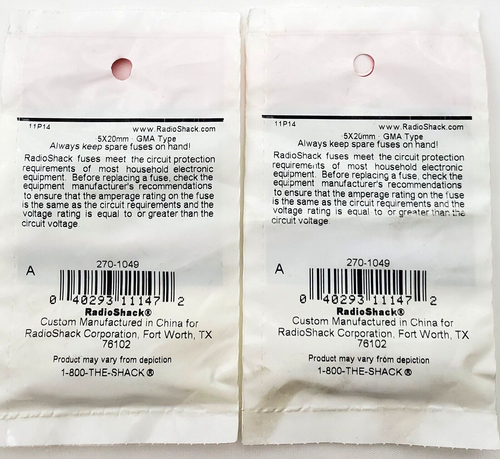 11P14
www.RadioShack.com
5X20mm · GMA Type
Always keep spare fuses on hand!
RadioShack fuses meet the circuit protection
requirements of most household electronic
equipment. Before replacing a fuse, check the
equipment manufacturer's recommendations
to ensure that the amperage rating on the fuse
is the same as the circuit requirements and the
voltage rating is equal to or greater than the
circuit voltage.
270-1049
A
0 40293 11147 2
RadioShack®
Custom Manufactured in China for
RadioShack Corporation, Fort Worth, TX
76102
Product may vary from depiction
1-800-THE-SHACK®
11P14
www.RadioShack.com
5X20mm · GMA Type
Always keep spare fuses on hand!
RadioShack fuses meet the circuit protection
requirements of most household electronic
equipment. Before replacing a fuse, check the
equipment manufacturer's recommendations
to ensure that the amperage rating on the fuse
is the same as the circuit requirements and the
voltage rating is equal to or greater than the
circuit voltage.
270-1049
A
0 40293 11147 2
RadioShack®
Custom Manufactured in China for
RadioShack Corporation, Fort Worth, TX
76102
Product may vary from depiction
1-800-THE-SHACK®